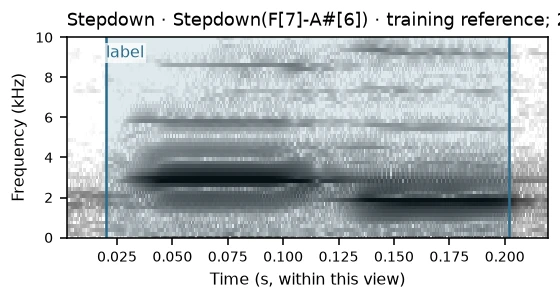 Stepdown · Stepdown(F[7]-A#[6]) · training reference;
label
Frequency (kHz)
10
8
6
4
2
0
0.025 0.050 0.075 0.100 0.125 0.150 0.175 0.200
Time (s, within this view)